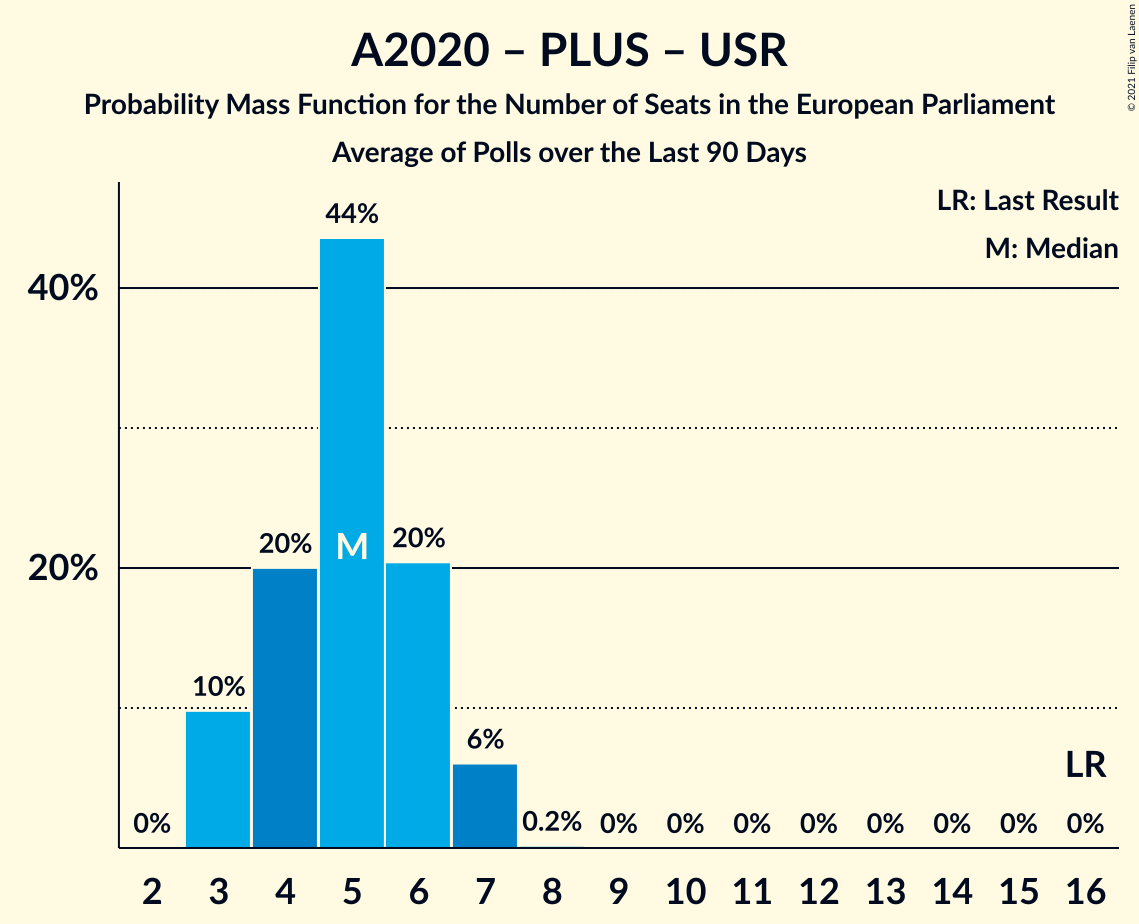 A2020 – PLUS – USR
Probability Mass Function for the Number of Seats in the European Parliament
Average of Polls over the Last 90 Days
© 2021 Filip van Laenen
LR: Last Result
M: Median
44%
40%
20%
20%
M
20%
10%
6%
LR
0%
0.2%
0%
0%
0%
0%
0%
0%
0%
0%
2 3 4 5 6 7 8 9 10 11 12 13 14 15 16